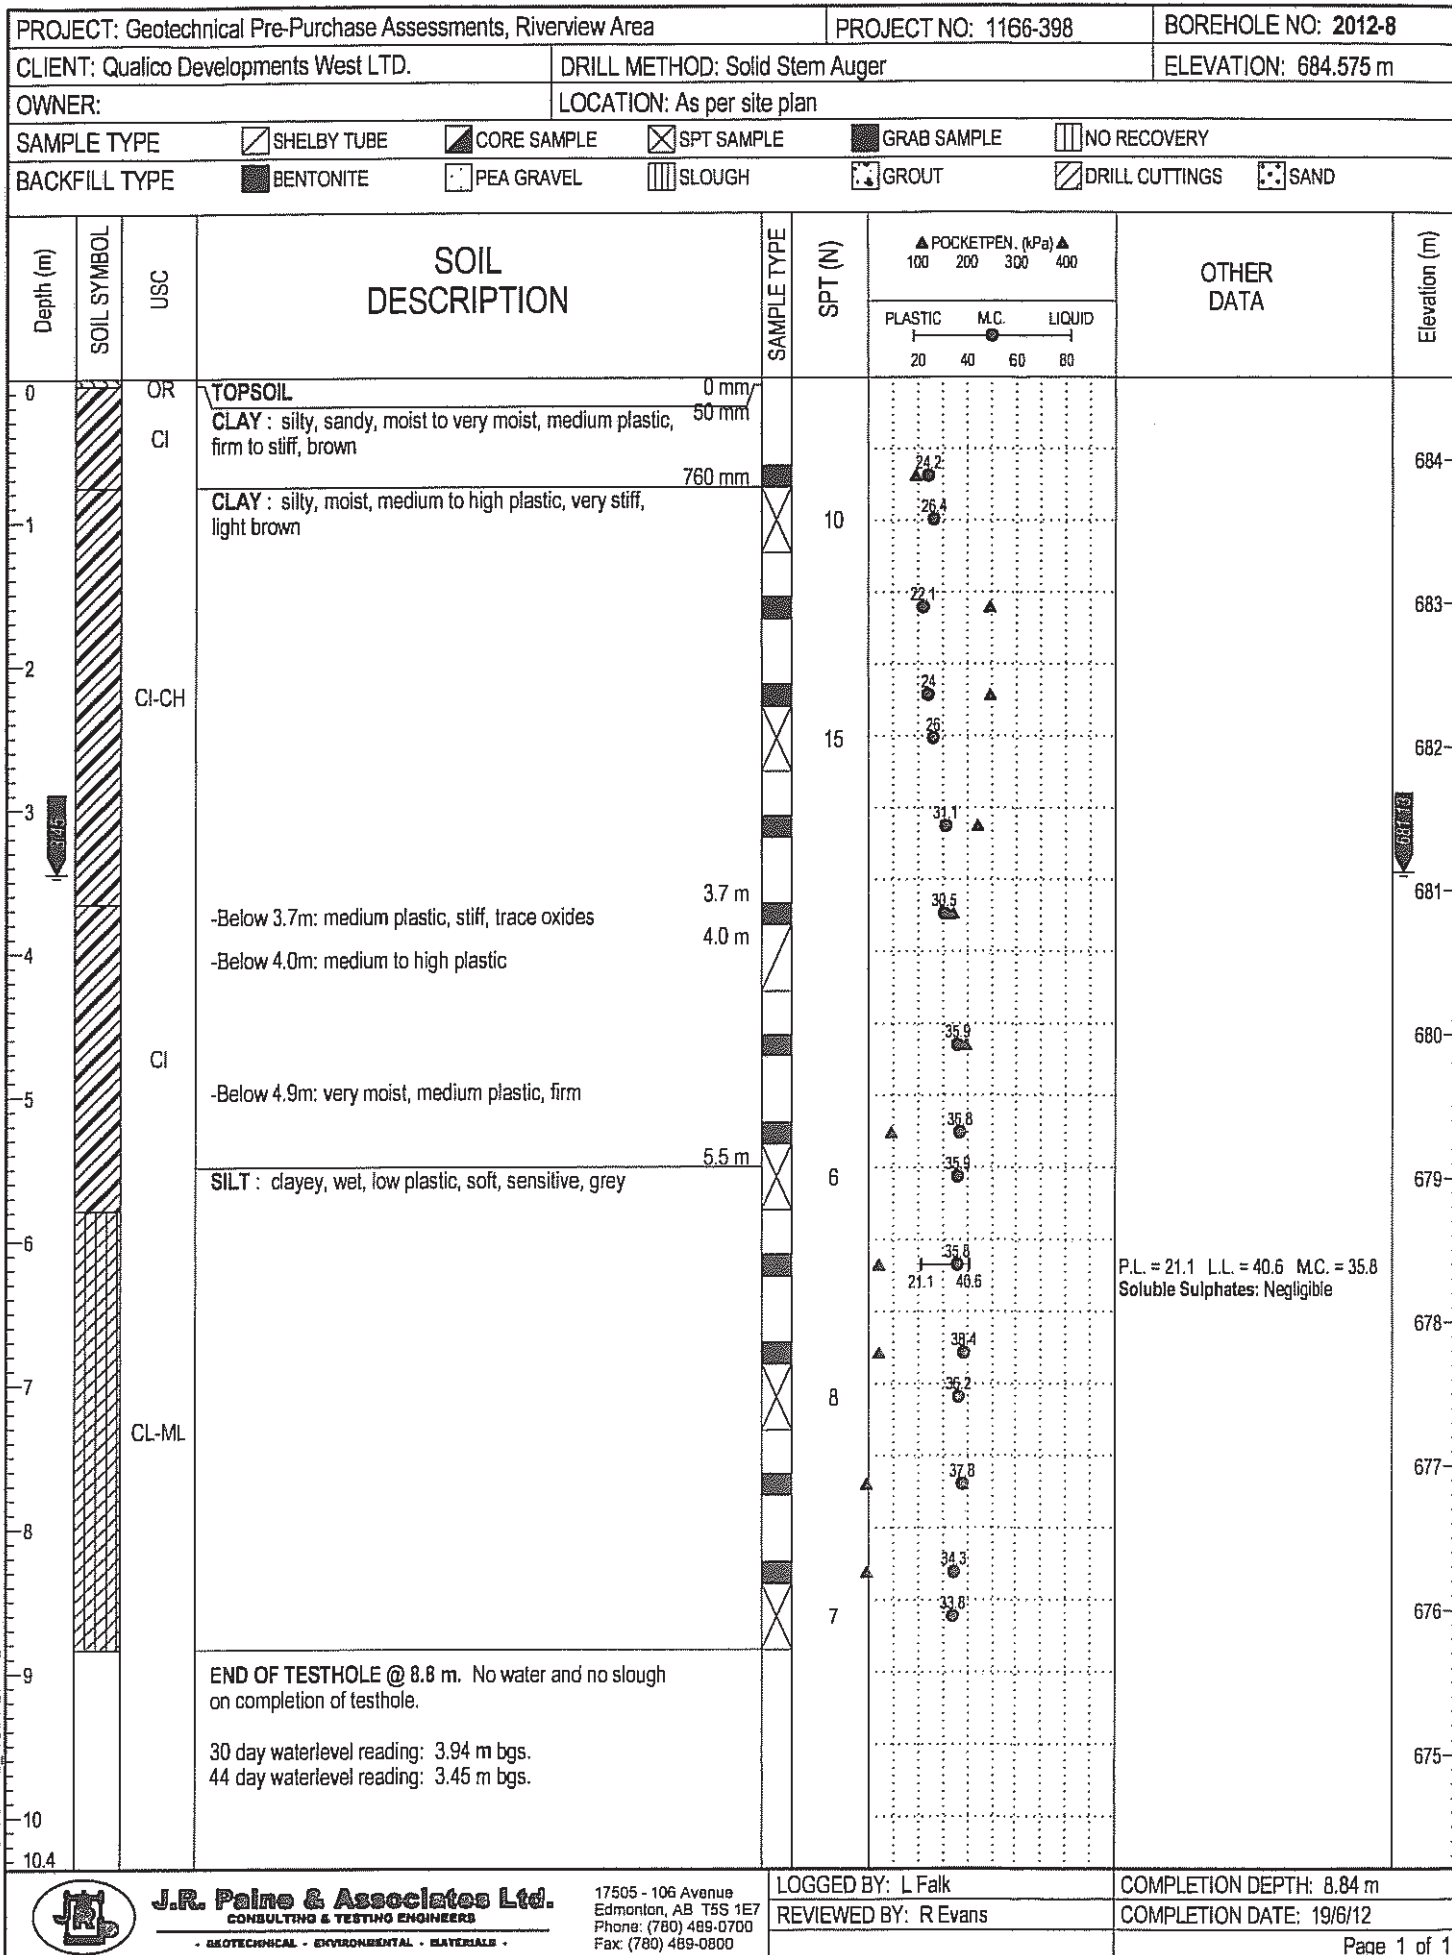 PROJECT: Geotechnical Pre-Purchase Assessments, Riverview Area PROJECT NO: 1166-398 BOREHOLE NO: 2012-8
CLIENT: Qualico Developments West LTD. DRILL METHOD: Solid Stem Auger ELEVATION: 684.575 m
OWNER: LOCATION: As per site plan
SAMPLE TYPE SHELBY TUBE CORE SAMPLE SPT SAMPLE GRAB SAMPLE NO RECOVERY
BACKFILL TYPE BENTONITE PEA GRAVEL SLOUGH GROUT DRILL CUTTINGS SAND
Depth (m)
SOIL SYMBOL
USC
SOIL
DESCRIPTION
SAMPLE TYPE
SPT (N)
▲ POCKETPEN. (kPa) ▲
100 200 300 400
PLASTIC M.C. LIQUID
20 40 60 80
OTHER
DATA
Elevation (m)
0 OR TOPSOIL 0 mm
50 mm
CI CLAY : silty, sandy, moist to very moist, medium plastic,
firm to stiff, brown
24.2 684
760 mm
CLAY : silty, moist, medium to high plastic, very stiff,
light brown
26.4
1 10
22.1 683
2 CI-CH 24
26
15 682
3 31.1
3.45 681.13
3.7 m 681
30.5
-Below 3.7m: medium plastic, stiff, trace oxides
4.0 m
4 -Below 4.0m: medium to high plastic
35.9 680
CI
5 -Below 4.9m: very moist, medium plastic, firm
36.8
5.5 m
35.9
SILT : clayey, wet, low plastic, soft, sensitive, grey 6 679
6 35.8
21.1 40.6
P.L. = 21.1 L.L. = 40.6 M.C. = 35.8
Soluble Sulphates: Negligible
678
38.4
7 36.2
8
CL-ML
37.8 677
8 34.3
33.8
7 676
9 END OF TESTHOLE @ 8.8 m. No water and no slough
on completion of testhole.
30 day waterlevel reading: 3.94 m bgs. 675
44 day waterlevel reading: 3.45 m bgs.
10
10.4
JRP
J.R. Paine & Associates Ltd.
CONSULTING & TESTING ENGINEERS
- GEOTECHNICAL - ENVIRONMENTAL - MATERIALS -
17505 - 106 Avenue
Edmonton, AB T5S 1E7
Phone: (780) 489-0700
Fax: (780) 489-0800
LOGGED BY: L Falk COMPLETION DEPTH: 8.84 m
REVIEWED BY: R Evans COMPLETION DATE: 19/6/12
Page 1 of 1